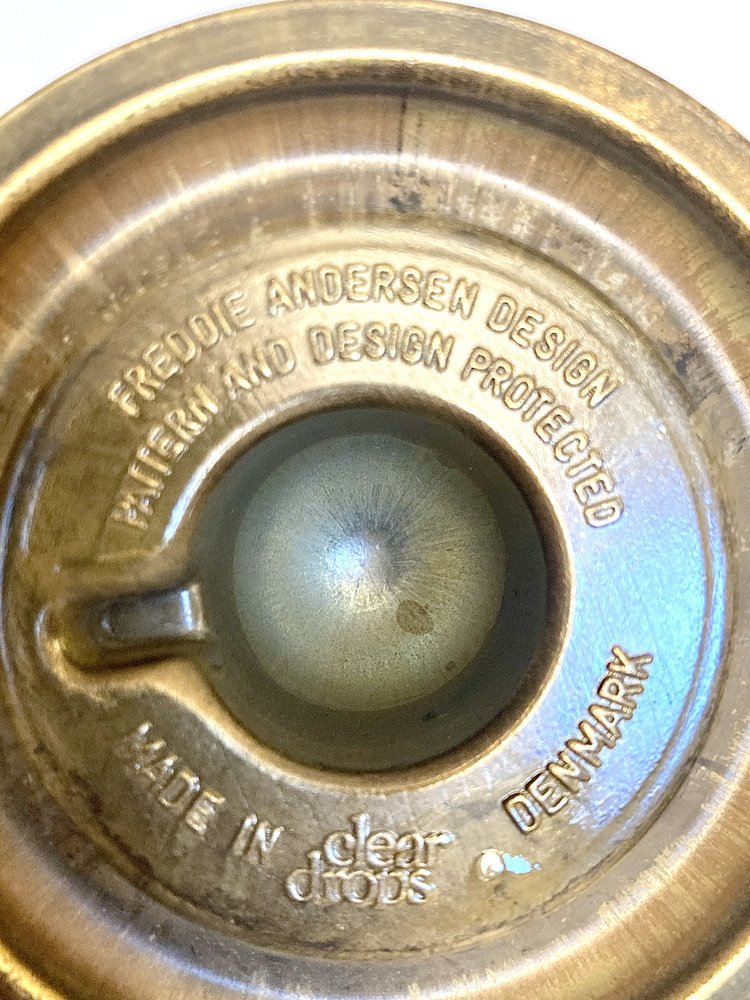 FREDDIE ANDERSEN DESIGN
PATTERN AND DESIGN PROTECTED
MADE IN DENMARK
clear
drops